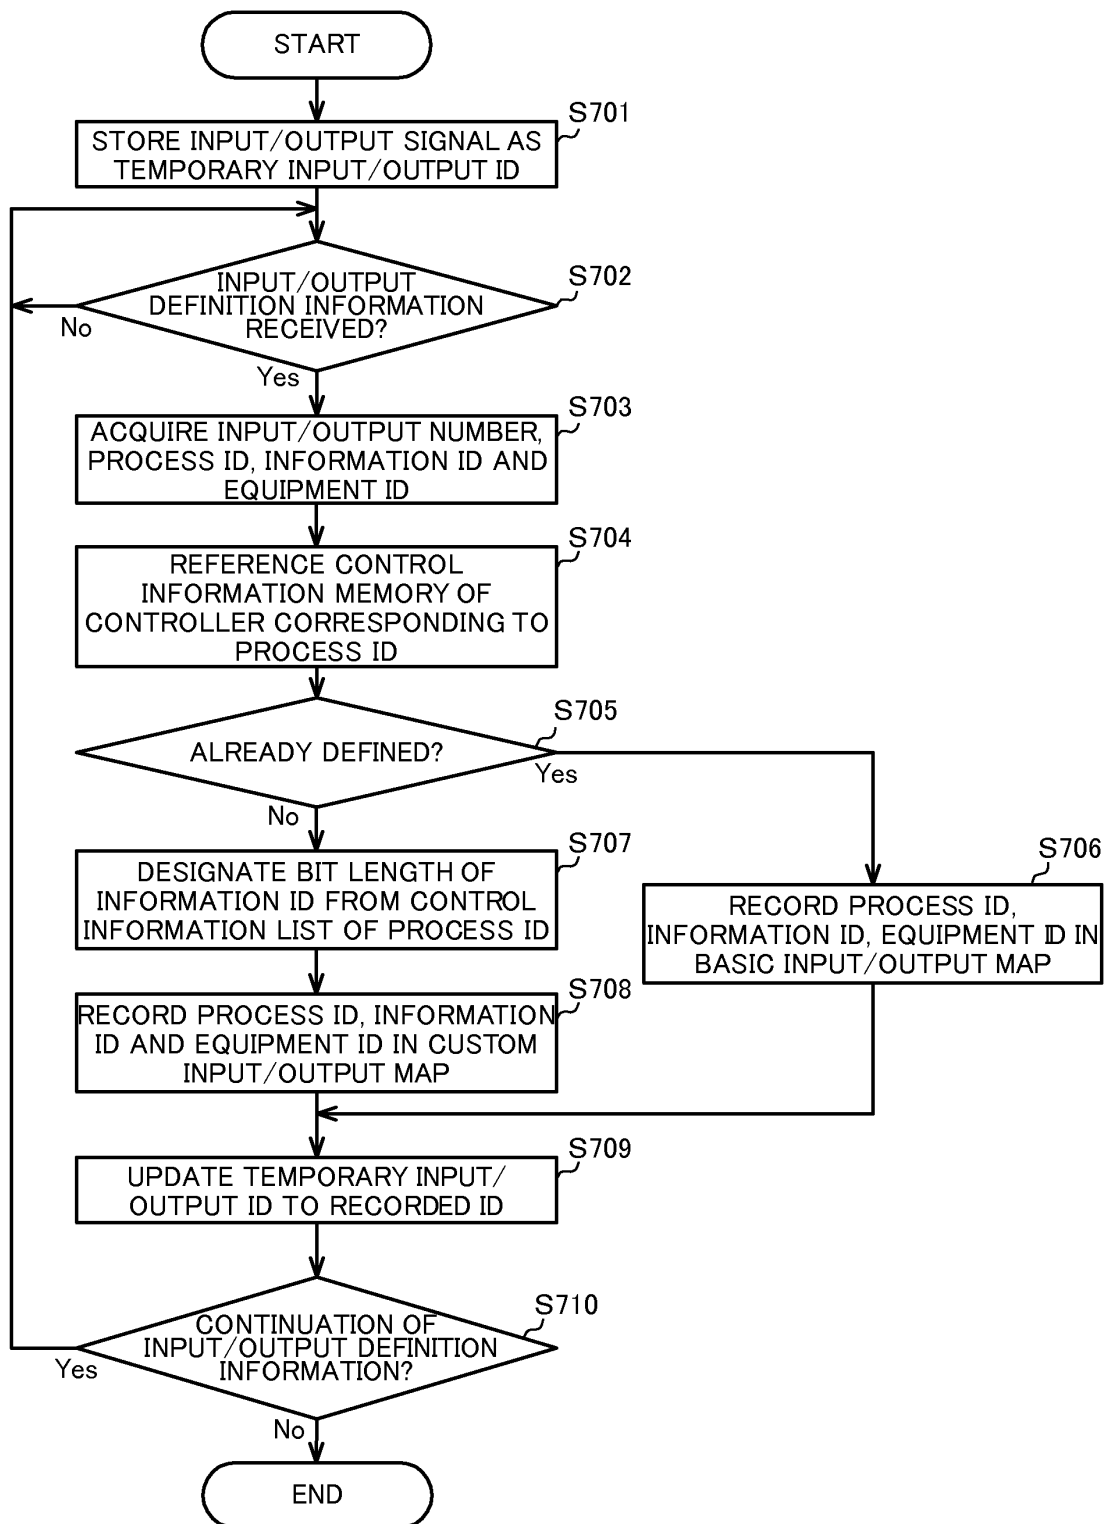 START
S701
STORE INPUT/OUTPUT SIGNAL AS
TEMPORARY INPUT/OUTPUT ID
S702
INPUT/OUTPUT
DEFINITION INFORMATION
RECEIVED?
No
Yes
S703
ACQUIRE INPUT/OUTPUT NUMBER,
PROCESS ID, INFORMATION ID AND
EQUIPMENT ID
S704
REFERENCE CONTROL
INFORMATION MEMORY OF
CONTROLLER CORRESPONDING TO
PROCESS ID
S705
ALREADY DEFINED?
Yes
No
S707
DESIGNATE BIT LENGTH OF
INFORMATION ID FROM CONTROL
INFORMATION LIST OF PROCESS ID
S706
RECORD PROCESS ID,
INFORMATION ID, EQUIPMENT ID IN
BASIC INPUT/OUTPUT MAP
S708
RECORD PROCESS ID, INFORMATION
ID AND EQUIPMENT ID IN CUSTOM
INPUT/OUTPUT MAP
S709
UPDATE TEMPORARY INPUT/
OUTPUT ID TO RECORDED ID
S710
CONTINUATION OF
INPUT/OUTPUT DEFINITION
INFORMATION?
Yes
No
END